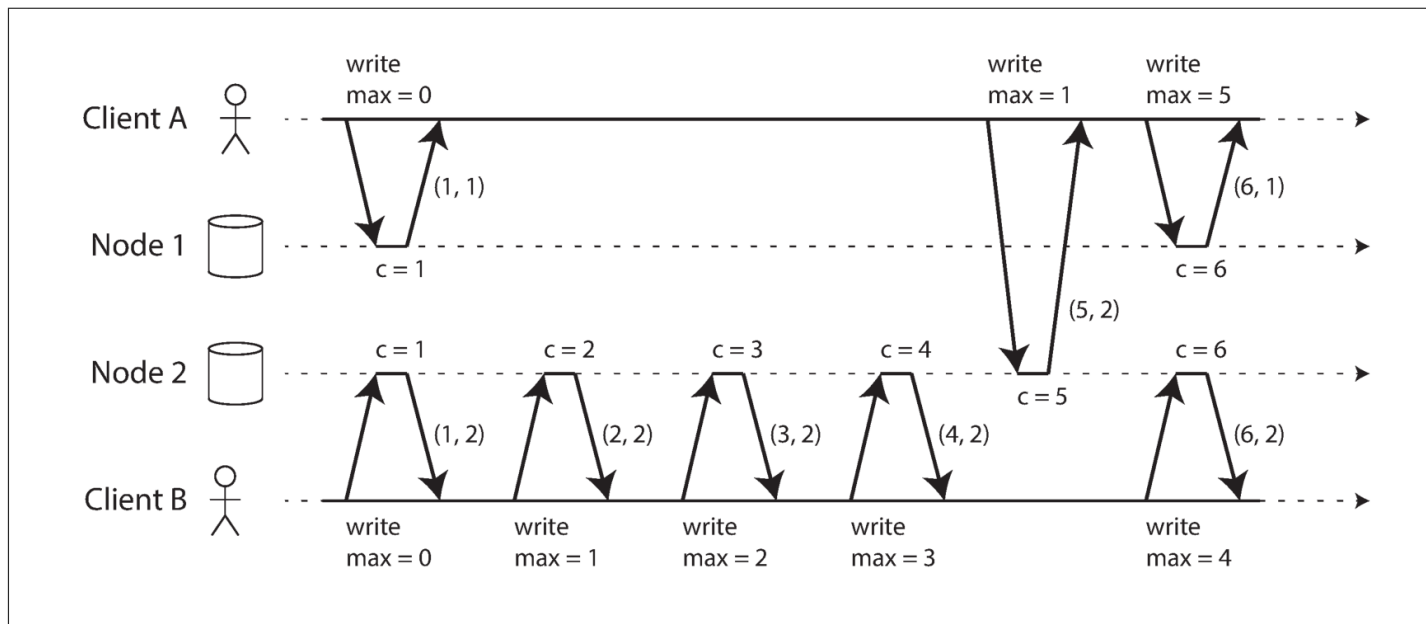 write
max = 0
write
max = 1
write
max = 5
Client A
(1, 1)
(6, 1)
Node 1
c = 1
c = 6
(5, 2)
c = 1
c = 2
c = 3
c = 4
c = 6
Node 2
c = 5
(1, 2)
(2, 2)
(3, 2)
(4, 2)
(6, 2)
Client B
write
max = 0
write
max = 1
write
max = 2
write
max = 3
write
max = 4